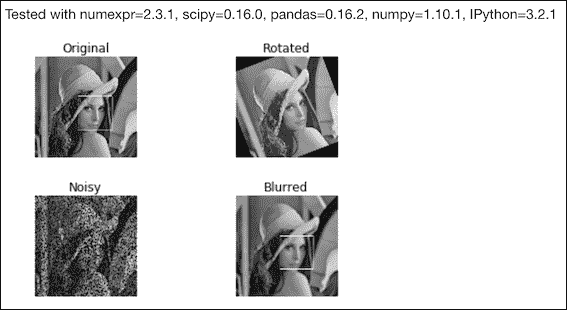 Tested with numexpr=2.3.1, scipy=0.16.0, pandas=0.16.2, numpy=1.10.1, IPython=3.2.1
Original
Rotated
Noisy
Blurred